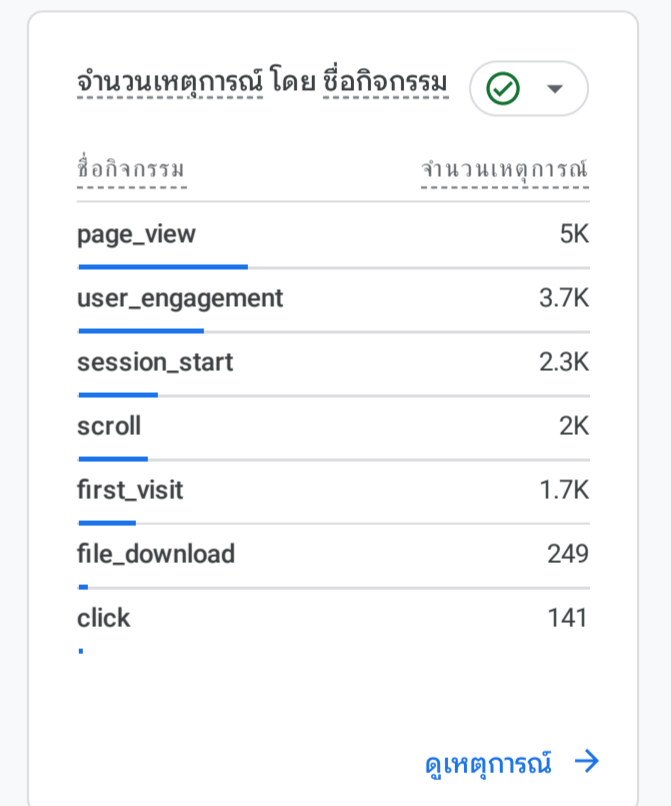 จำนวนเหตุการณ์ โดย ชื่อกิจกรรม
ชื่อกิจกรรม จำนวนเหตุการณ์
page_view 5K
user_engagement 3.7K
session_start 2.3K
scroll 2K
first_visit 1.7K
file_download 249
click 141
ดูเหตุการณ์ →